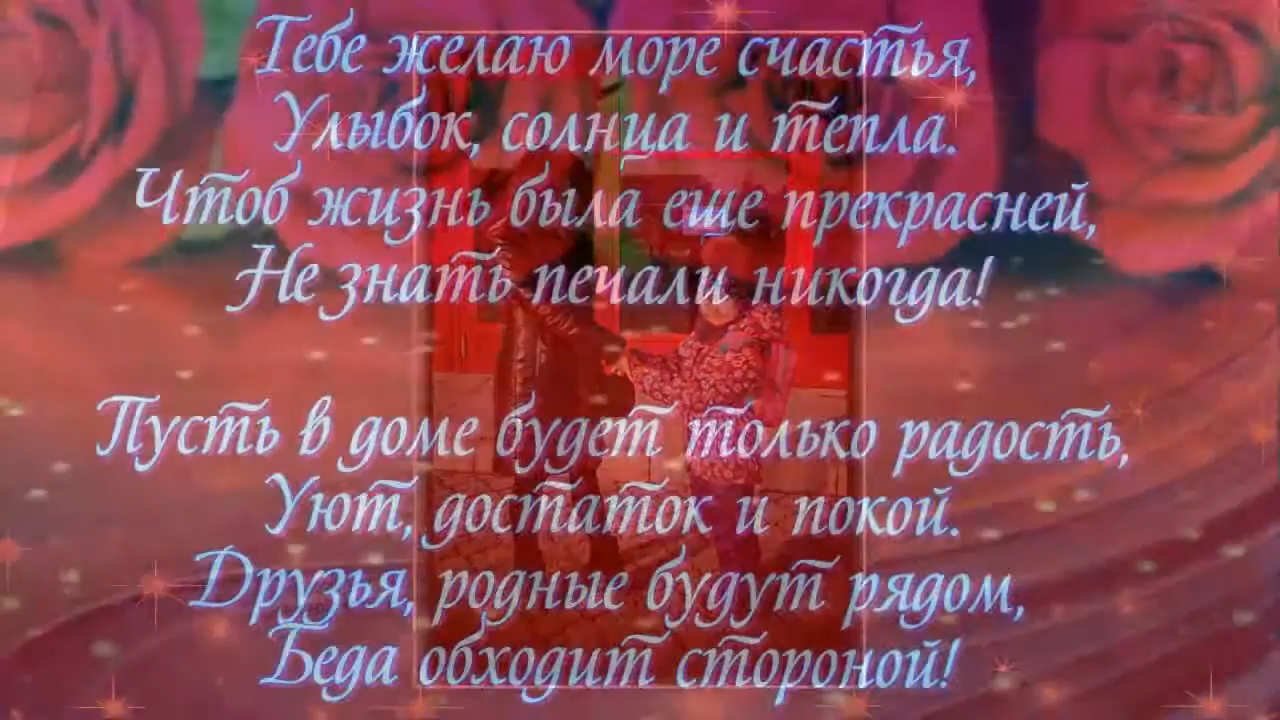 Тебе желаю море счастья,
Улыбок, солнца и тепла.
Чтоб жизнь была еще прекрасней,
Не знать печали никогда!
Пусть в доме будет только радость,
Уют, достаток и покой.
Друзья, родные будут рядом,
Беда обходит стороной!